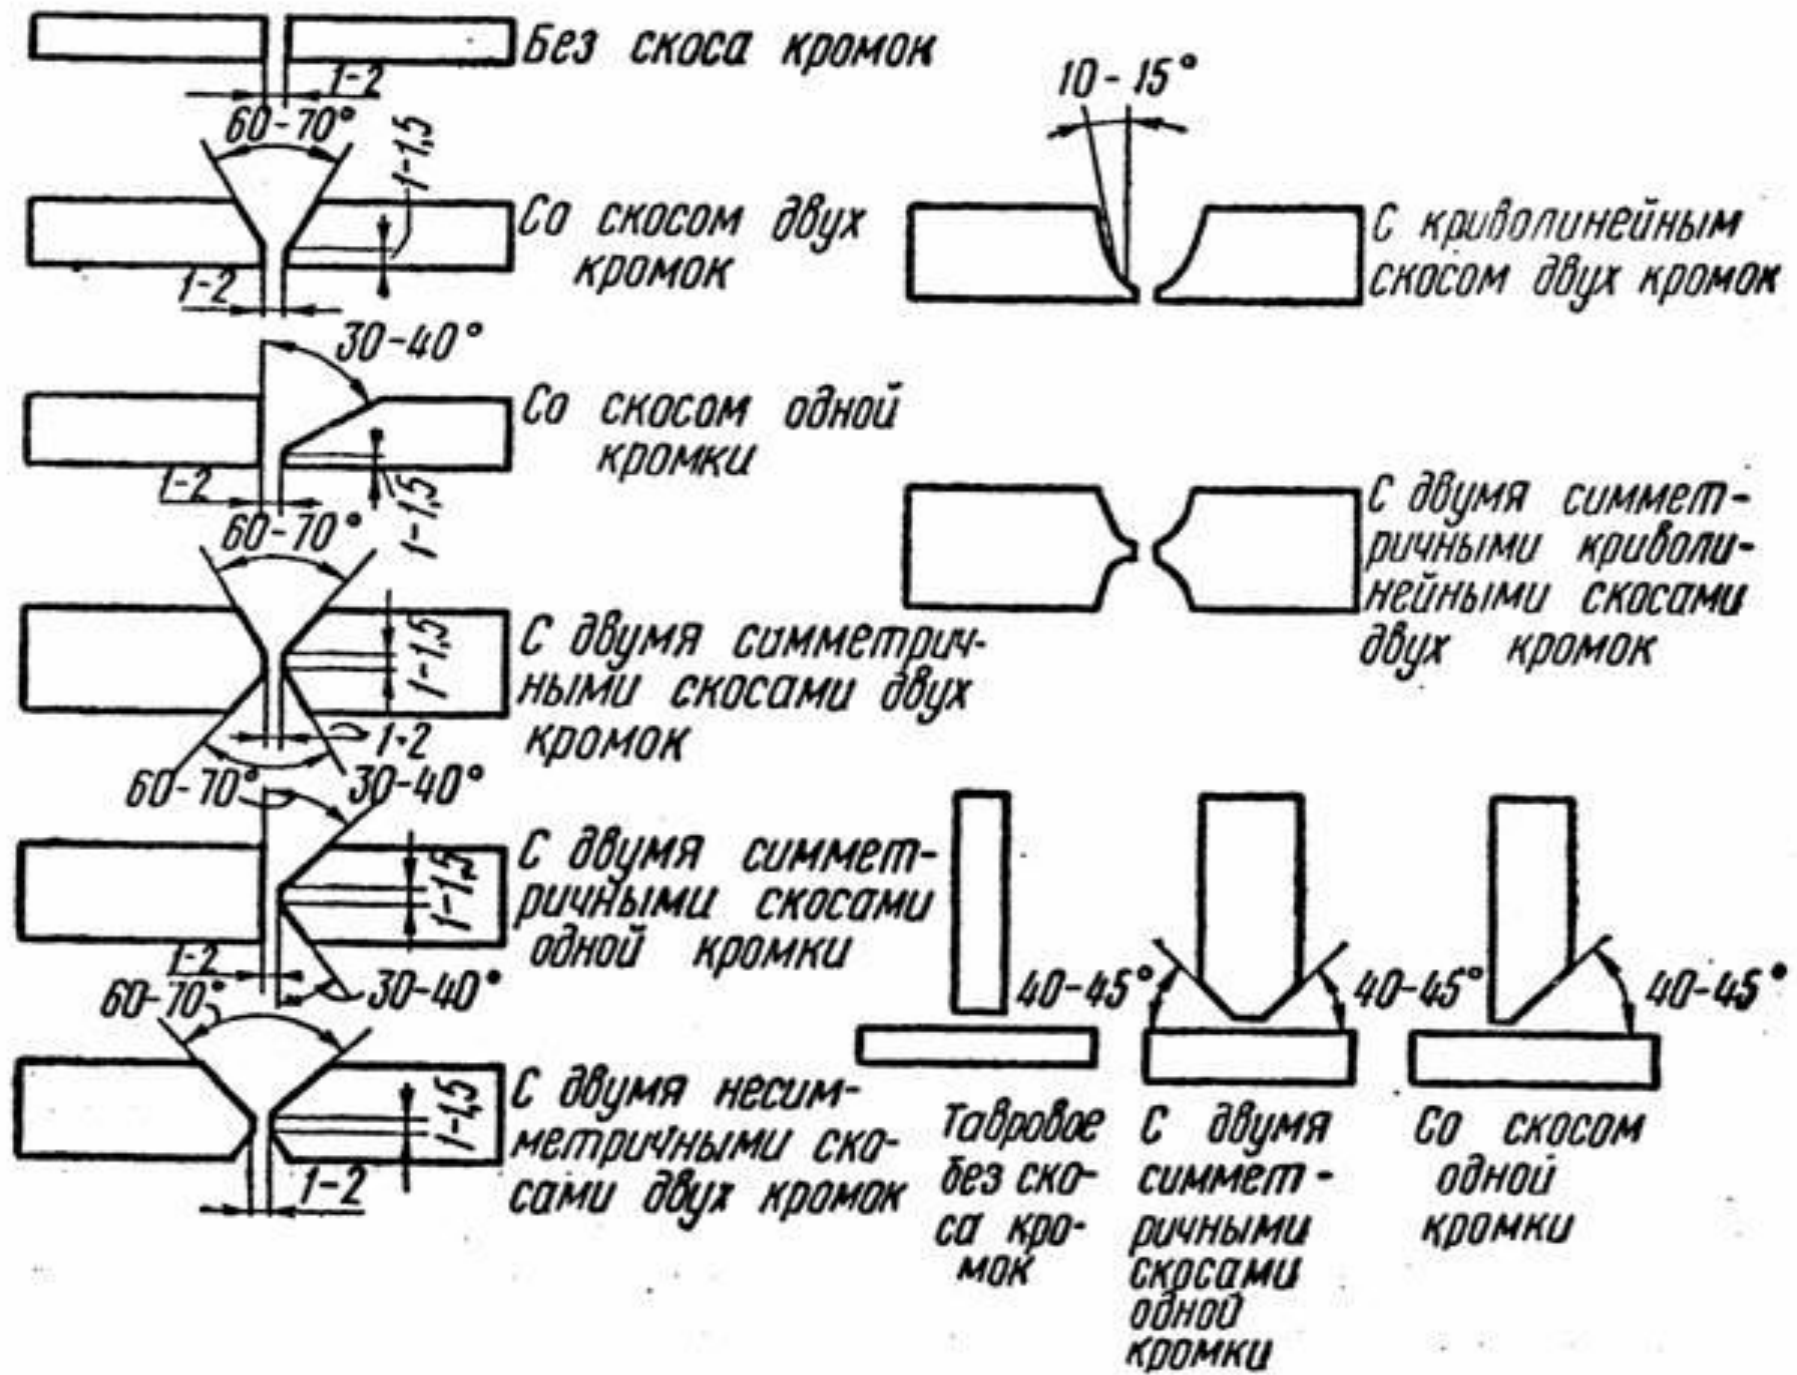 Без скоса кромок
1-2
60-70°
1-1,5
Со скосом двух
кромок
1-2
30-40°
Со скосом одной
кромки
1-2
1-1,5
60-70°
1-1,5
С двумя симметрич-
ными скосами двух
кромок
1-2
60-70°
30-40°
1-1,5
С двумя симмет-
ричными скосами
одной кромки
1-2
30-40°
60-70°
1-1,5
С двумя несим-
метричными ско-
сами двух кромок
1-2
10-15°
С криволинейным
скосом двух кромок
С двумя симмет-
ричными криволи-
нейными скосами
двух кромок
40-45°
40-45°
40-45°
Тавровое
без ско-
са кро-
мок
С двумя
симмет-
ричными
скосами
одной
кромки
Со скосом
одной
кромки